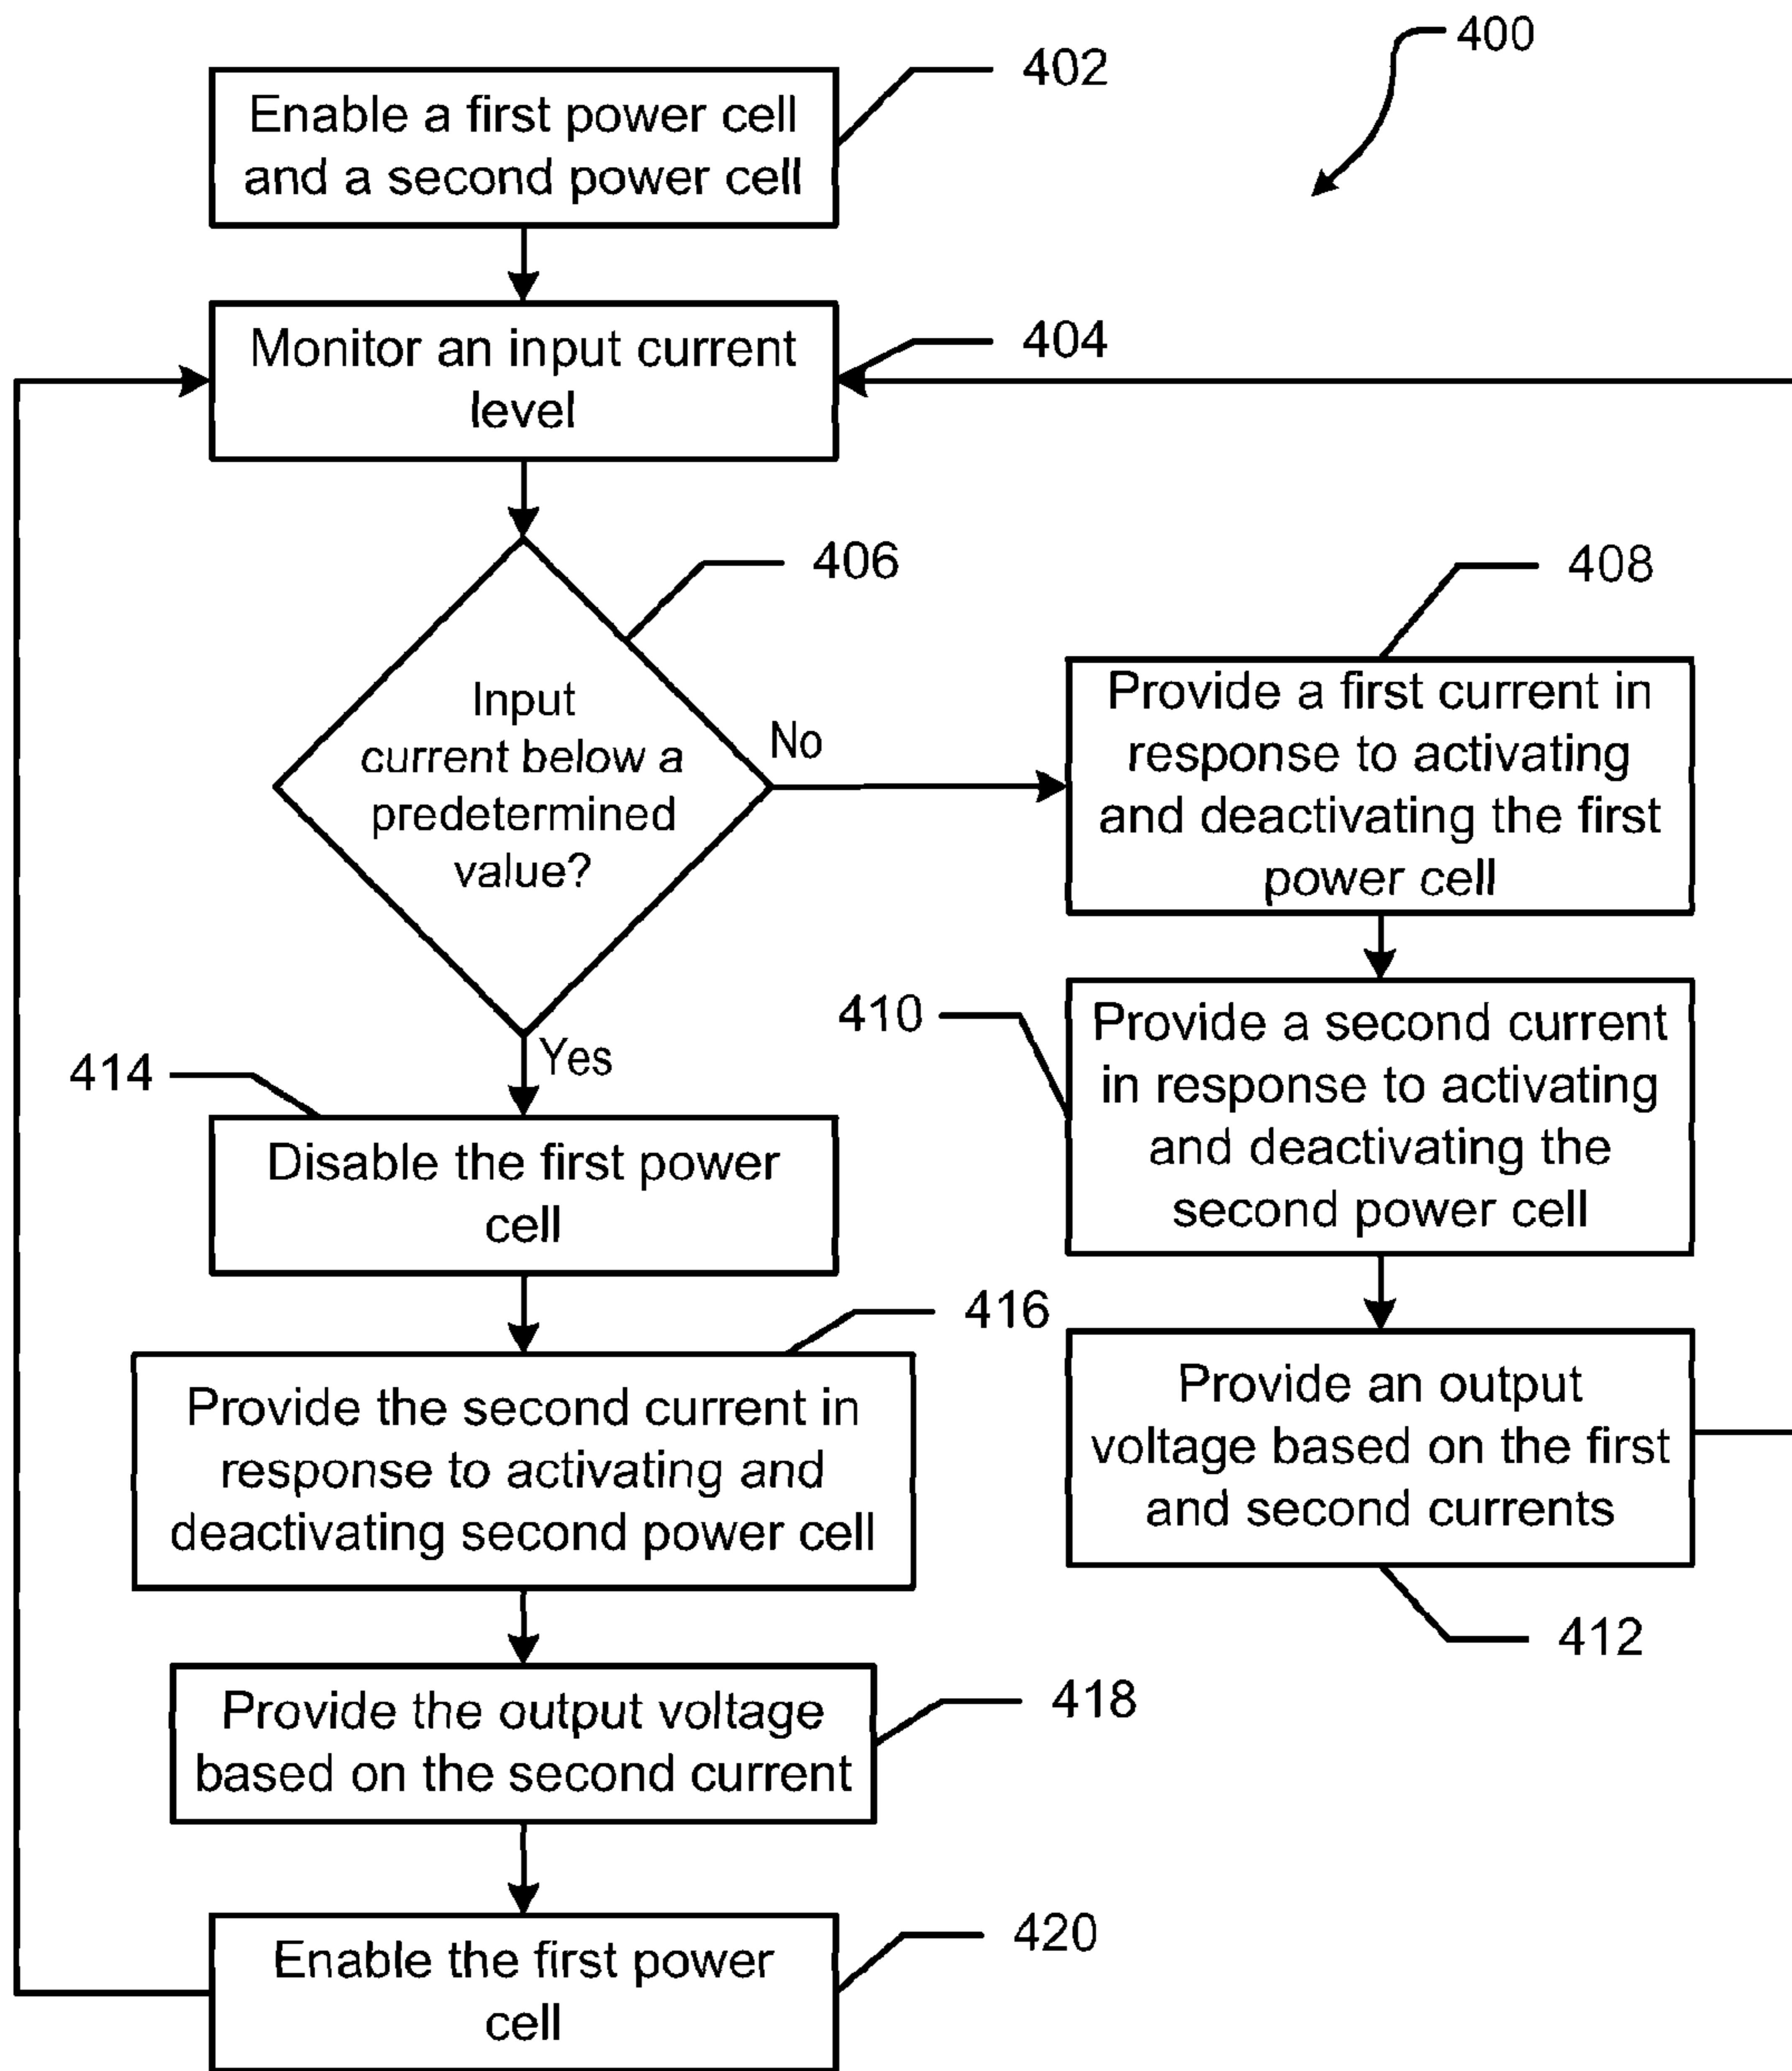 400
402
Enable a first power cell
and a second power cell
Monitor an input current
level
404
406
Input
current below a
predetermined
value?
No
Yes
408
Provide a first current in
response to activating
and deactivating the first
power cell
410
Provide a second current
in response to activating
and deactivating the
second power cell
Provide an output
voltage based on the first
and second currents
412
414
Disable the first power
cell
416
Provide the second current in
response to activating and
deactivating second power cell
Provide the output voltage
based on the second current
418
Enable the first power
cell
420